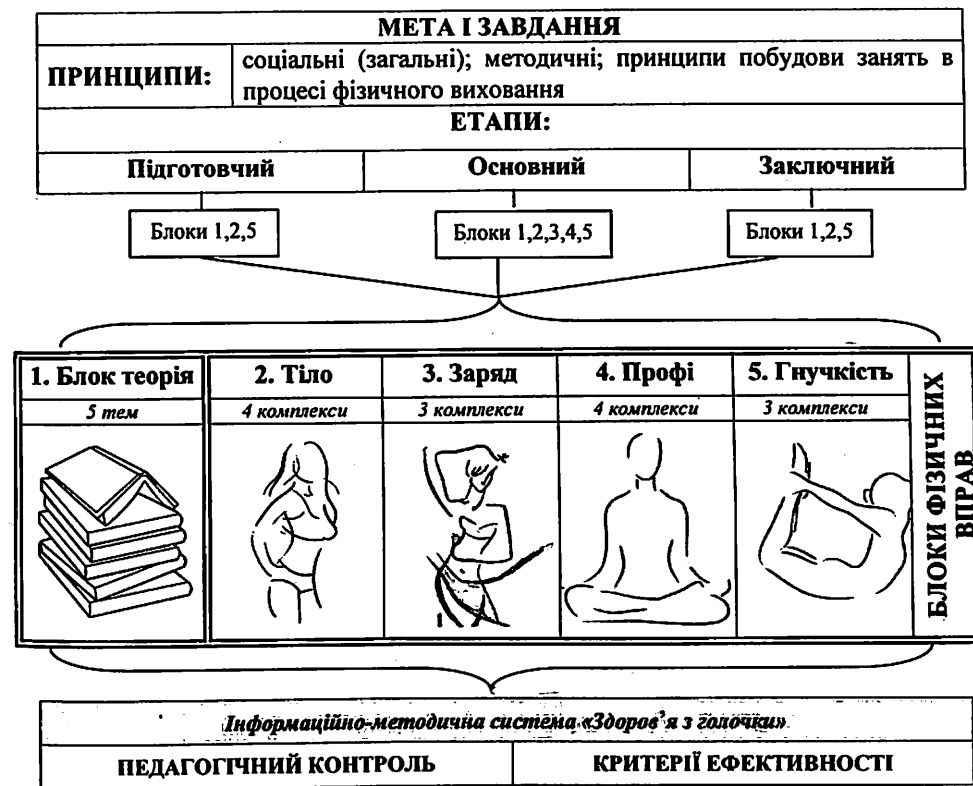 МЕТА І ЗАВДАННЯ
ПРИНЦИПИ:
соціальні (загальні); методичні; принципи побудови занять в
процесі фізичного виховання
ЕТАПИ:
Підготовчий
Основний
Заключний
Блоки 1,2,5
Блоки 1,2,3,4,5
Блоки 1,2,5
1. Блок теорія
2. Тіло
3. Заряд
4. Профі
5. Гнучкість
5 тем
4 комплекси
3 комплекси
4 комплекси
3 комплекси
БЛОКИ ФІЗИЧНИХ
ВПРАВ
Інформаційно-методична система «Здоров’я з голочки»
ПЕДАГОГІЧНИЙ КОНТРОЛЬ
КРИТЕРІЇ ЕФЕКТИВНОСТІ